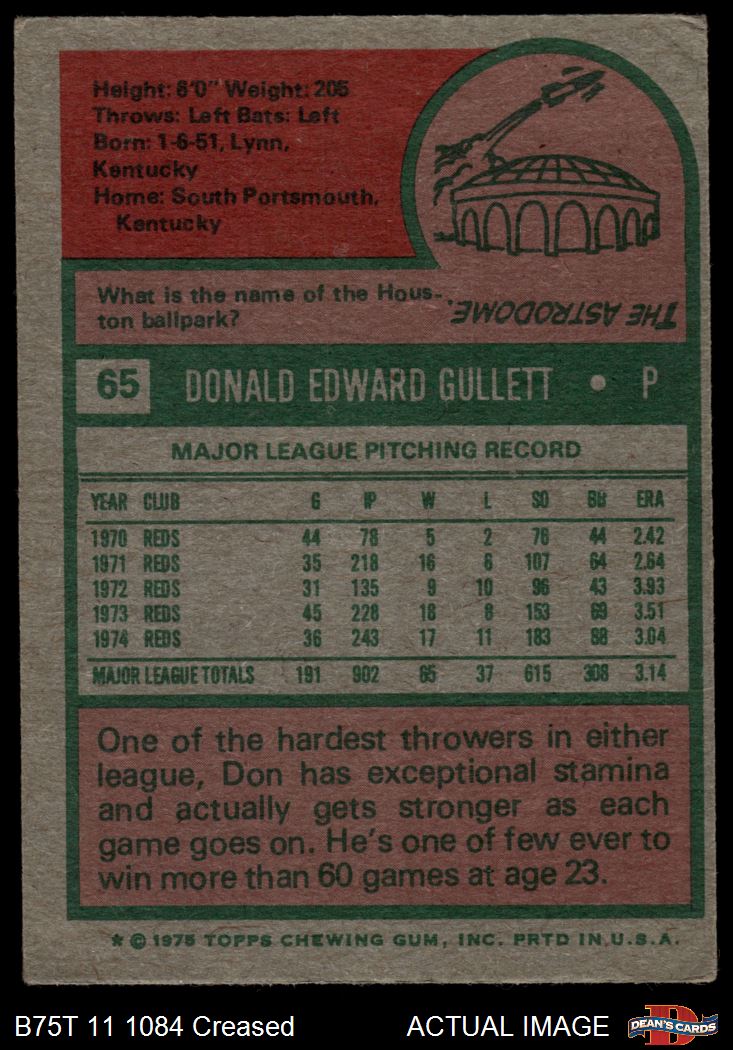 Height: 6'0" Weight: 205
Throws: Left Bats: Left
Born: 1-6-51, Lynn,
Kentucky
Home: South Portsmouth,
Kentucky
What is the name of the Hous-
ton ballpark?
THE ASTRODOME.
65 DONALD EDWARD GULLETT • P
MAJOR LEAGUE PITCHING RECORD
YEAR CLUB G IP W L SO BB ERA
1970 REDS 44 78 5 2 76 44 2.42
1971 REDS 35 218 16 6 107 64 2.64
1972 REDS 31 135 9 10 96 43 3.93
1973 REDS 45 228 18 8 153 69 3.51
1974 REDS 36 243 17 11 183 88 3.04
MAJOR LEAGUE TOTALS 191 902 65 37 615 308 3.14
One of the hardest throwers in either
league, Don has exceptional stamina
and actually gets stronger as each
game goes on. He's one of few ever to
win more than 60 games at age 23.
* © 1975 TOPPS CHEWING GUM, INC. PRTD IN U.S.A.
B75T 11 1084 Creased ACTUAL IMAGE DEAN'S CARDS